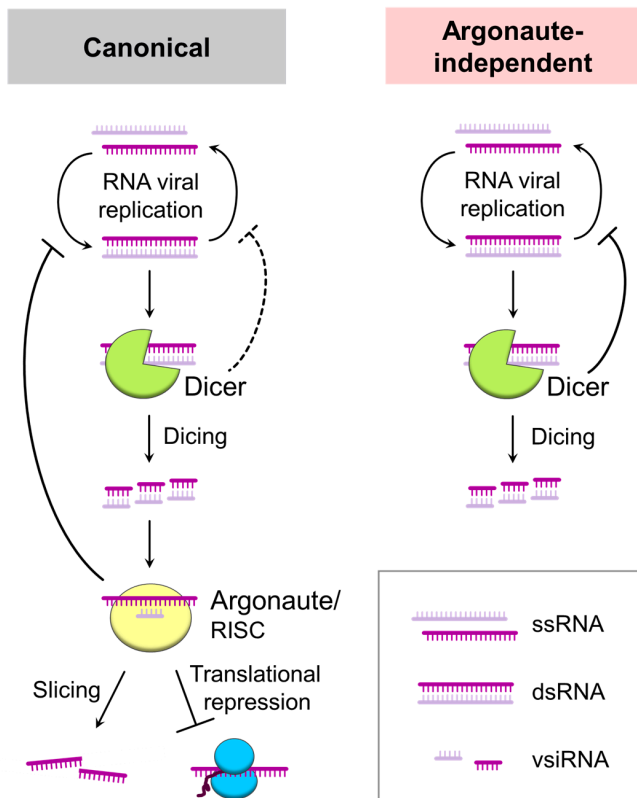 Canonical
Argonaute-
independent
RNA viral
replication
RNA viral
replication
Dicer
Dicer
Dicing
Dicing
Argonaute/
RISC
Slicing
Translational
repression
ssRNA
dsRNA
vsiRNA